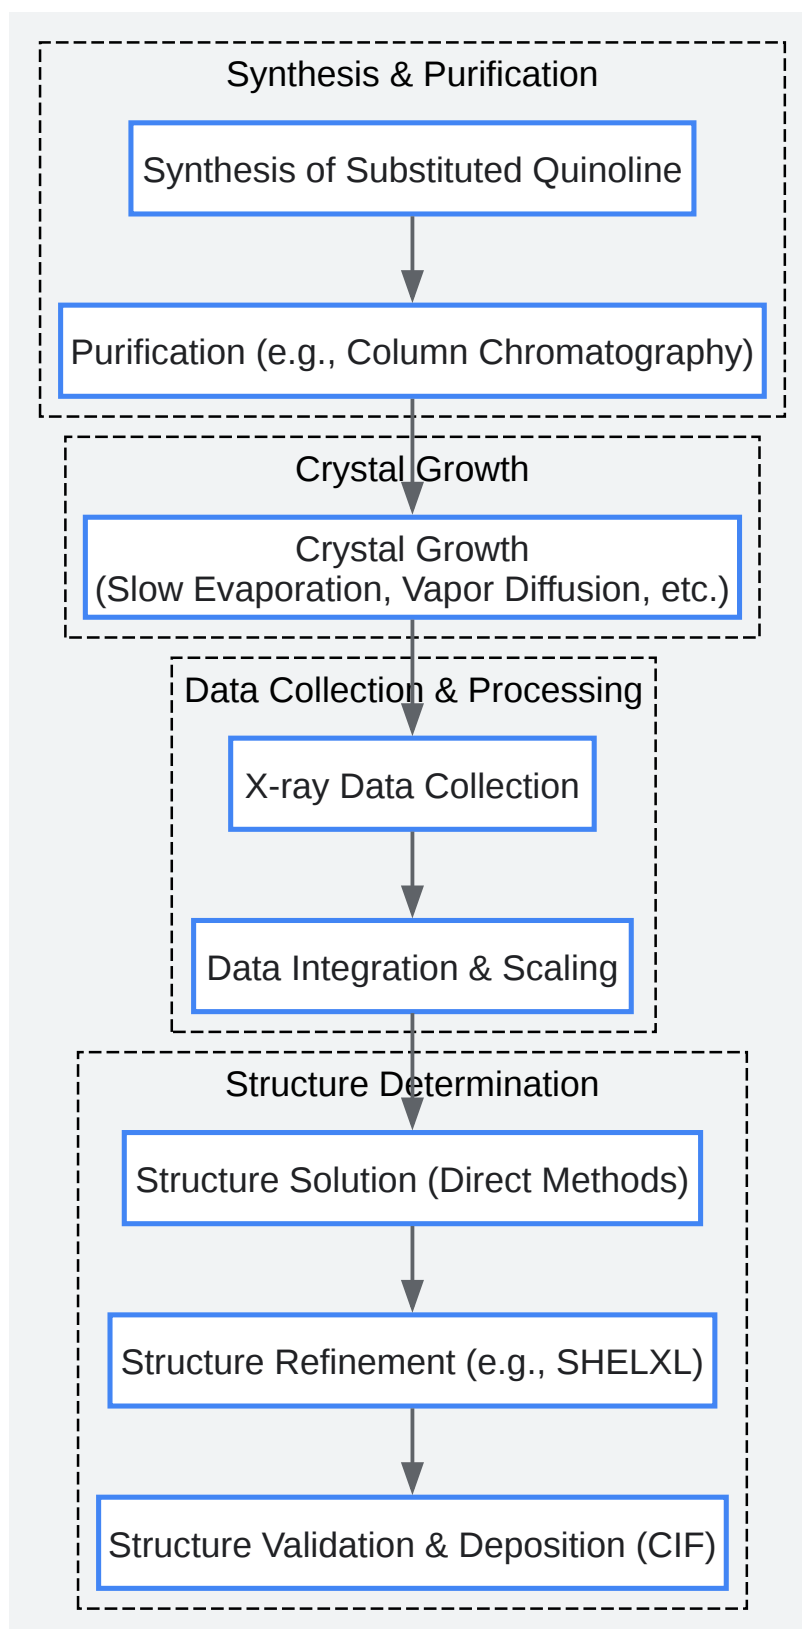 Synthesis & Purification
Synthesis of Substituted Quinoline
Purification (e.g., Column Chromatography)
Crystal Growth
Crystal Growth
(Slow Evaporation, Vapor Diffusion, etc.)
Data Collection & Processing
X-ray Data Collection
Data Integration & Scaling
Structure Determination
Structure Solution (Direct Methods)
Structure Refinement (e.g., SHELXL)
Structure Validation & Deposition (CIF)